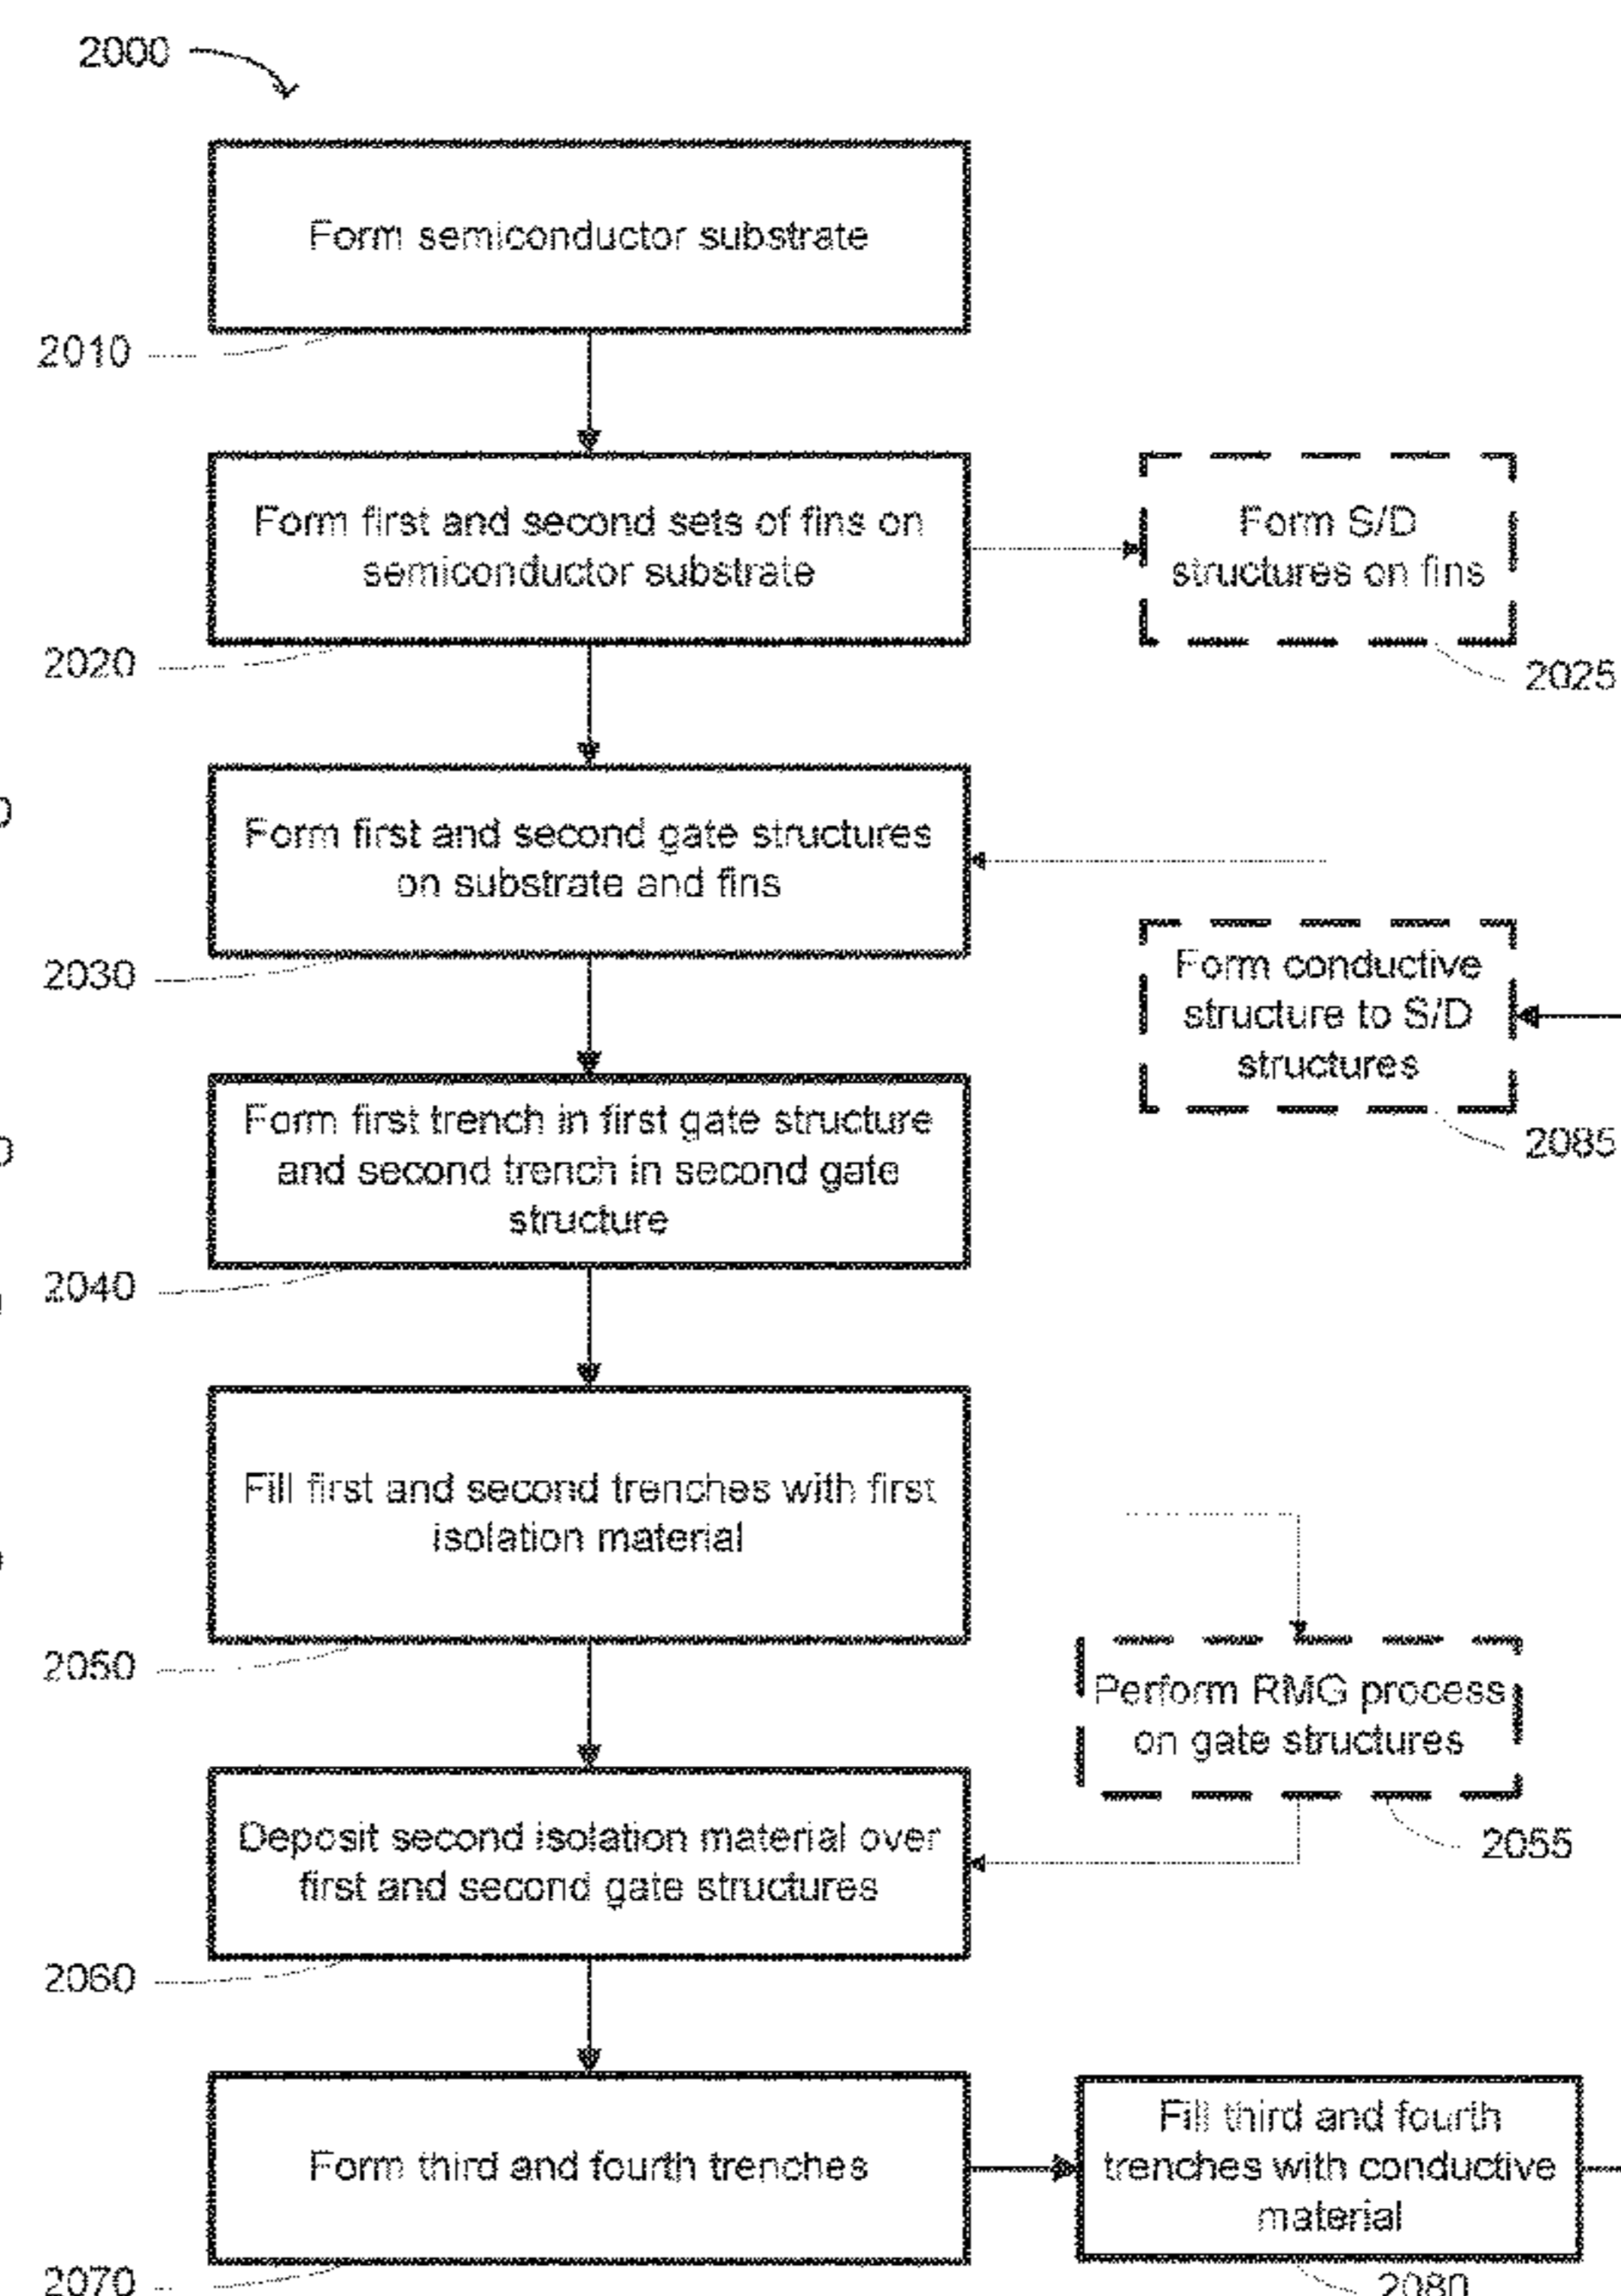 2000
Form semiconductor substrate
2010
Form first and second sets of fins on
semiconductor substrate
2020
Form S/D
structures on fins
2025
Form first and second gate structures
on substrate and fins
2030
Form conductive
structure to S/D
structures
2085
Form first trench in first gate structure
and second trench in second gate
structure
2040
Fill first and second trenches with first
isolation material
2050
Perform RMG process
on gate structures
2055
Deposit second isolation material over
first and second gate structures
2060
Form third and fourth trenches
2070
Fill third and fourth
trenches with conductive
material
2080